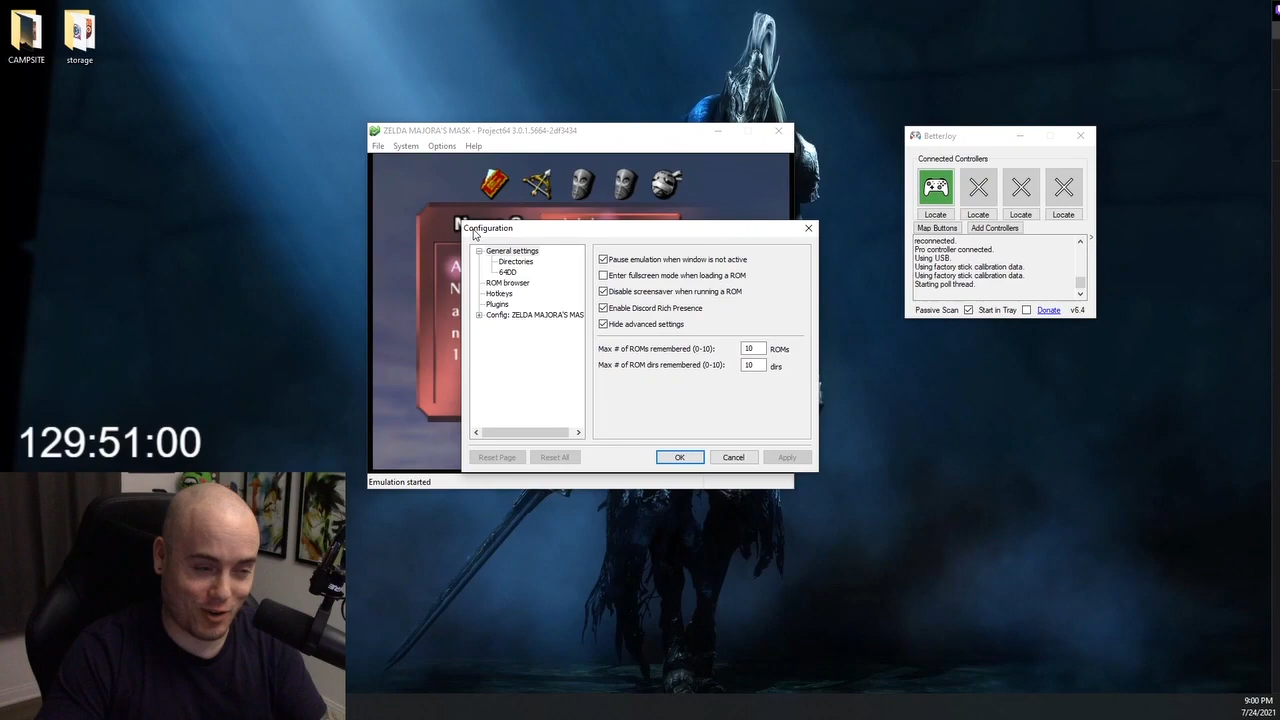 CAMPSITE
storage
ZELDA MAJORA'S MASK - Project64 3.0.1.5664-2df3434
File System Options Help
Configuration
General settings
Directories
64DD
ROM browser
Hotkeys
Plugins
Config: ZELDA MAJORA'S MAS
Pause emulation when window is not active
Enter fullscreen mode when loading a ROM
Disable screensaver when running a ROM
Enable Discord Rich Presence
Hide advanced settings
Max # of ROMs remembered (0-10): 10 ROMs
Max # of ROM dirs remembered (0-10): 10 dirs
Reset Page Reset All OK Cancel Apply
Emulation started
BetterJoy
Connected Controllers
Locate Locate Locate Locate
Map Buttons Add Controllers
>
reconnected.
Pro controller connected.
Using USB.
Using factory stick calibration data.
Using factory stick calibration data.
Starting poll thread.
Passive Scan Start in Tray Donate v6.4
129:51:00
9:00 PM
7/24/2021